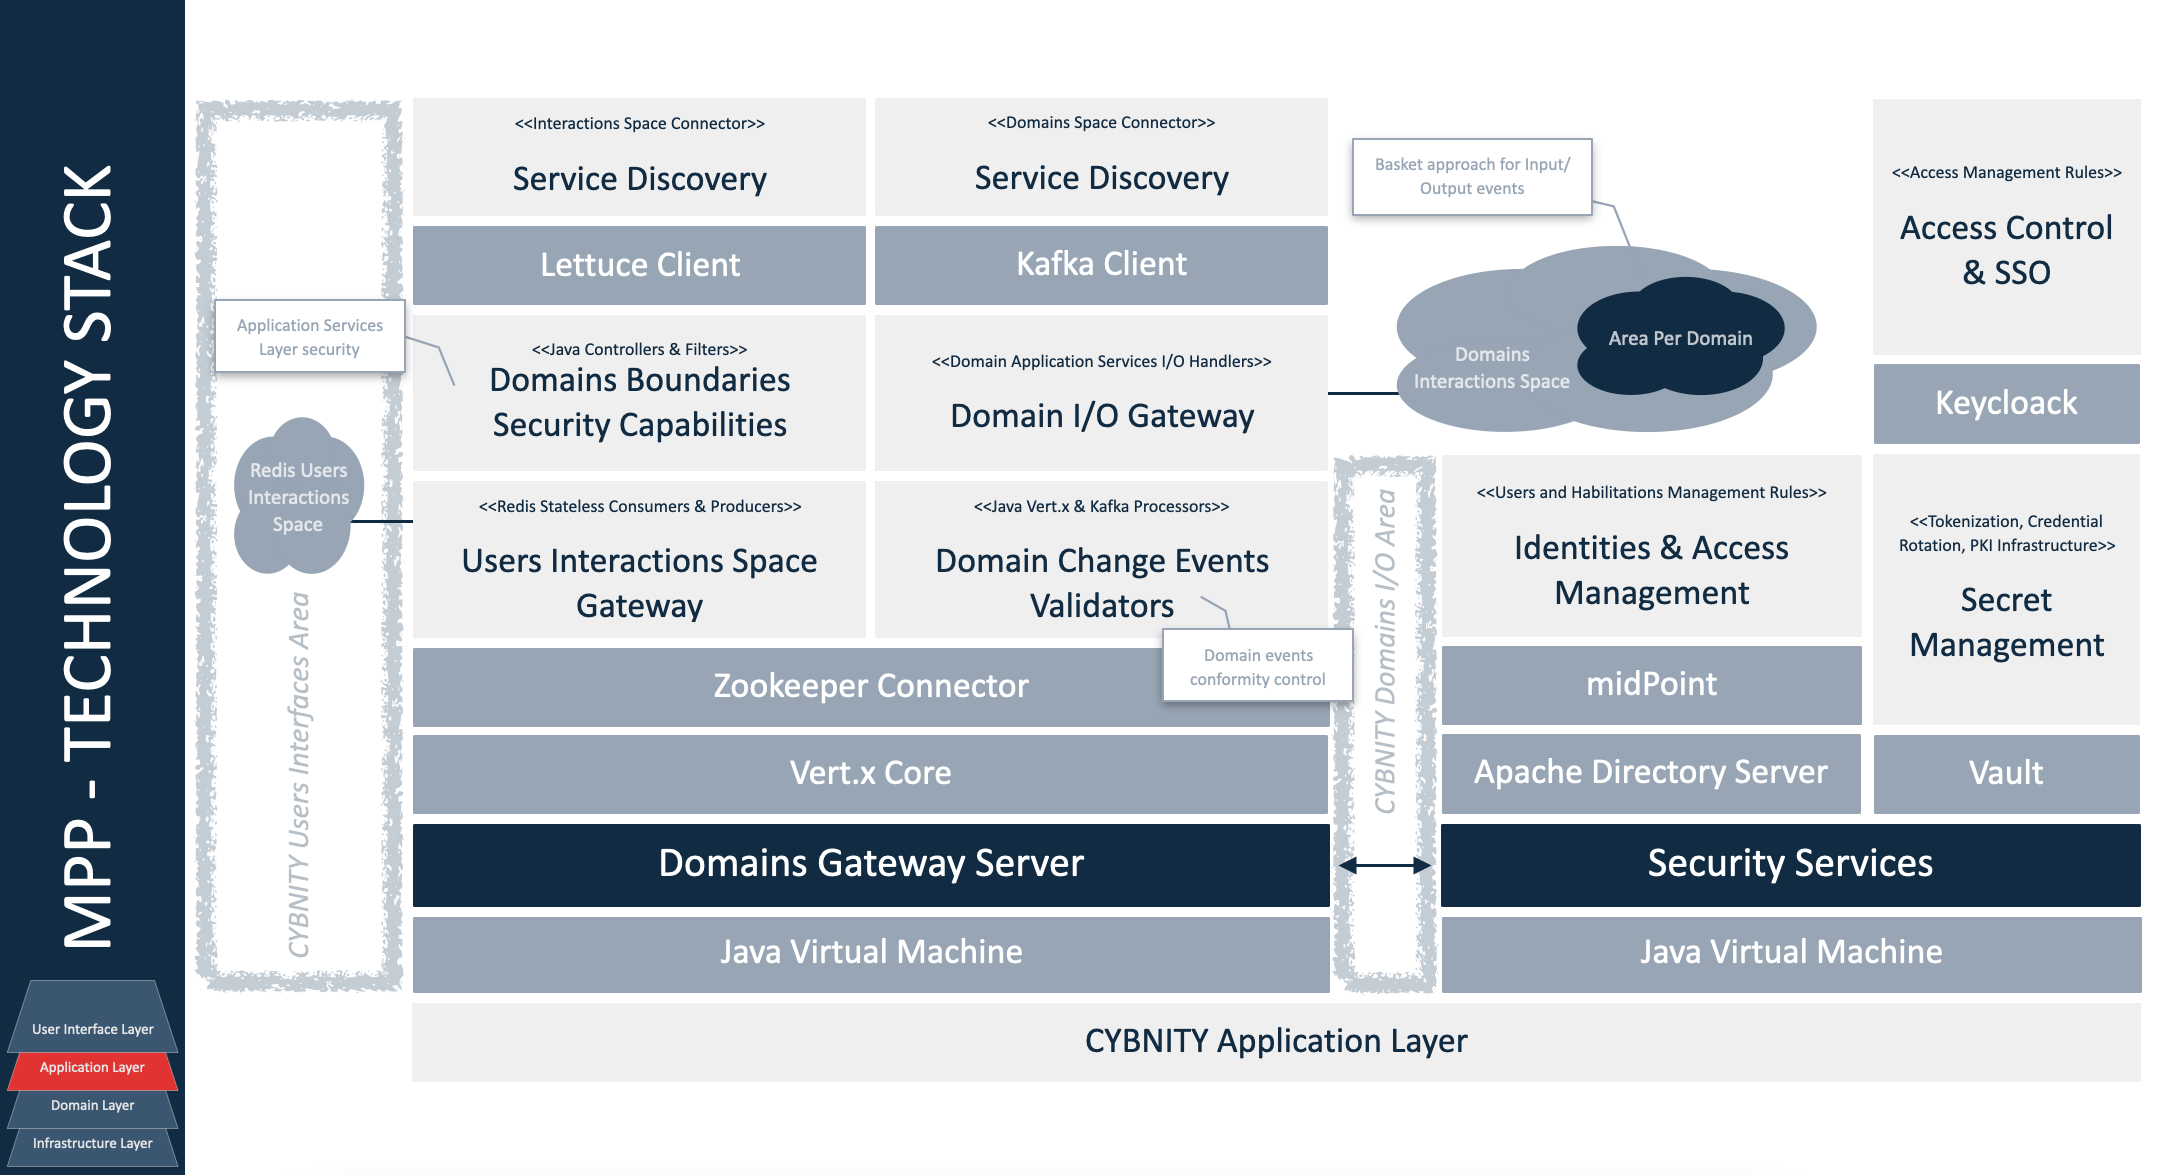 MPP - TECHNOLOGY STACK
User Interface Layer
Application Layer
Domain Layer
Infrastructure Layer
CYBNITY Users Interfaces Area
Redis Users
Interactions
Space
Application Services
Layer security
<<Interactions Space Connector>>
Service Discovery
Lettuce Client
<<Java Controllers & Filters>>
Domains Boundaries
Security Capabilities
<<Redis Stateless Consumers & Producers>>
Users Interactions Space
Gateway
<<Domains Space Connector>>
Service Discovery
Kafka Client
<<Domain Application Services I/O Handlers>>
Domain I/O Gateway
<<Java Vert.x & Kafka Processors>>
Domain Change Events
Validators
Domain events
conformity control
Zookeeper Connector
Vert.x Core
Domains Gateway Server
Java Virtual Machine
Basket approach for Input/
Output events
Domains
Interactions Space
Area Per Domain
CYBNITY Domains I/O Area
<<Users and Habilitations Management Rules>>
Identities & Access
Management
midPoint
Apache Directory Server
<<Access Management Rules>>
Access Control
& SSO
Keycloack
<<Tokenization, Credential
Rotation, PKI Infrastructure>>
Secret
Management
Vault
Security Services
Java Virtual Machine
CYBNITY Application Layer